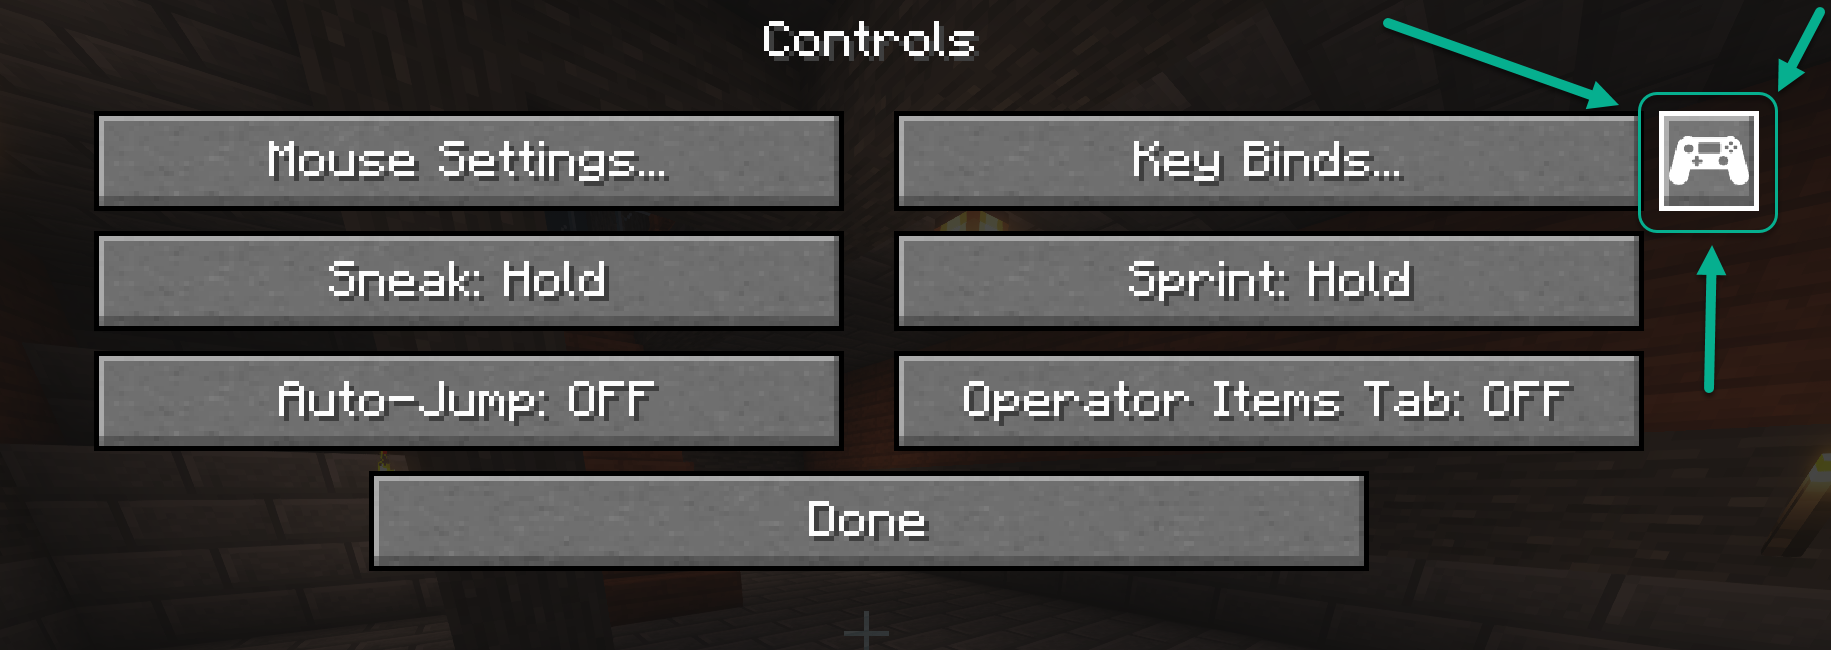 Controls
Mouse Settings...
Key Binds...
Sneak: Hold
Sprint: Hold
Auto-Jump: OFF
Operator Items Tab: OFF
Done